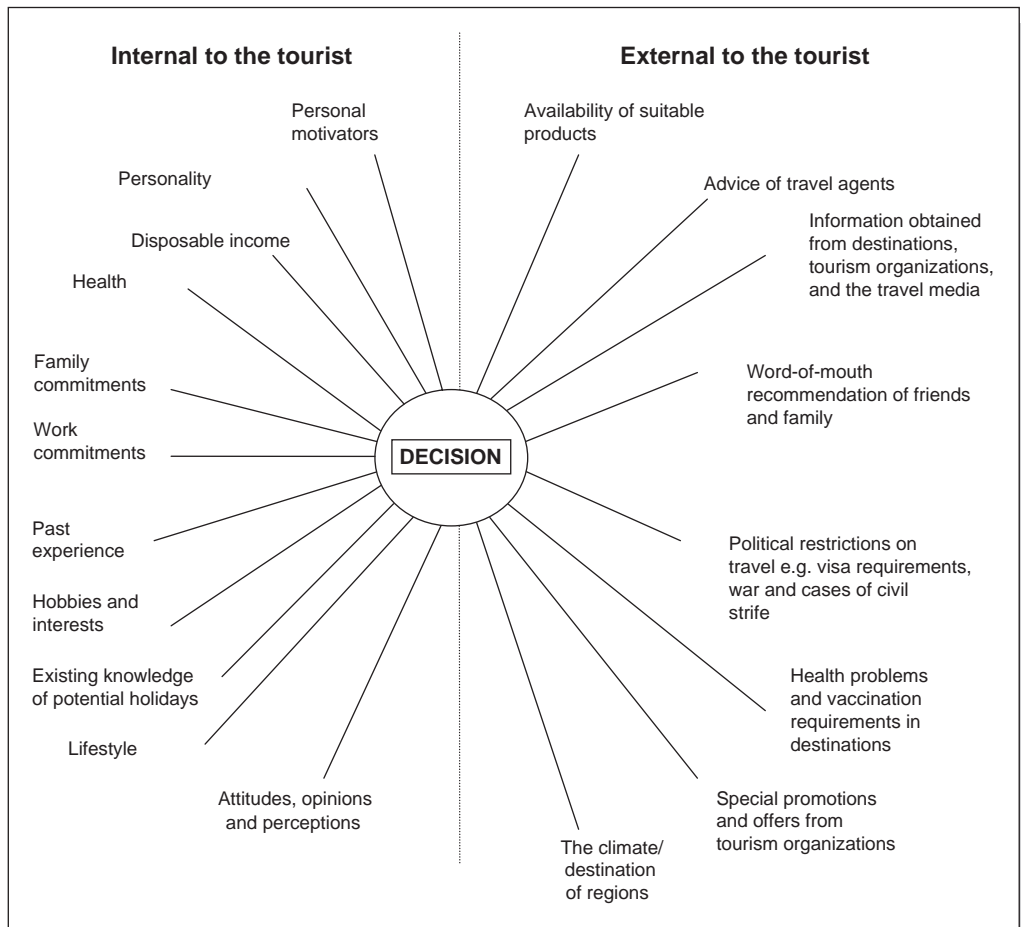 Internal to the tourist
External to the tourist
Personal
motivators
Personality
Disposable income
Health
Family
commitments
Work
commitments
Past
experience
Hobbies and
interests
Existing knowledge
of potential holidays
Lifestyle
Attitudes, opinions
and perceptions
DECISION
Availability of suitable
products
Advice of travel agents
Information obtained
from destinations,
tourism organizations,
and the travel media
Word-of-mouth
recommendation of friends
and family
Political restrictions on
travel e.g. visa requirements,
war and cases of civil
strife
Health problems
and vaccination
requirements in
destinations
Special promotions
and offers from
tourism organizations
The climate/
destination
of regions